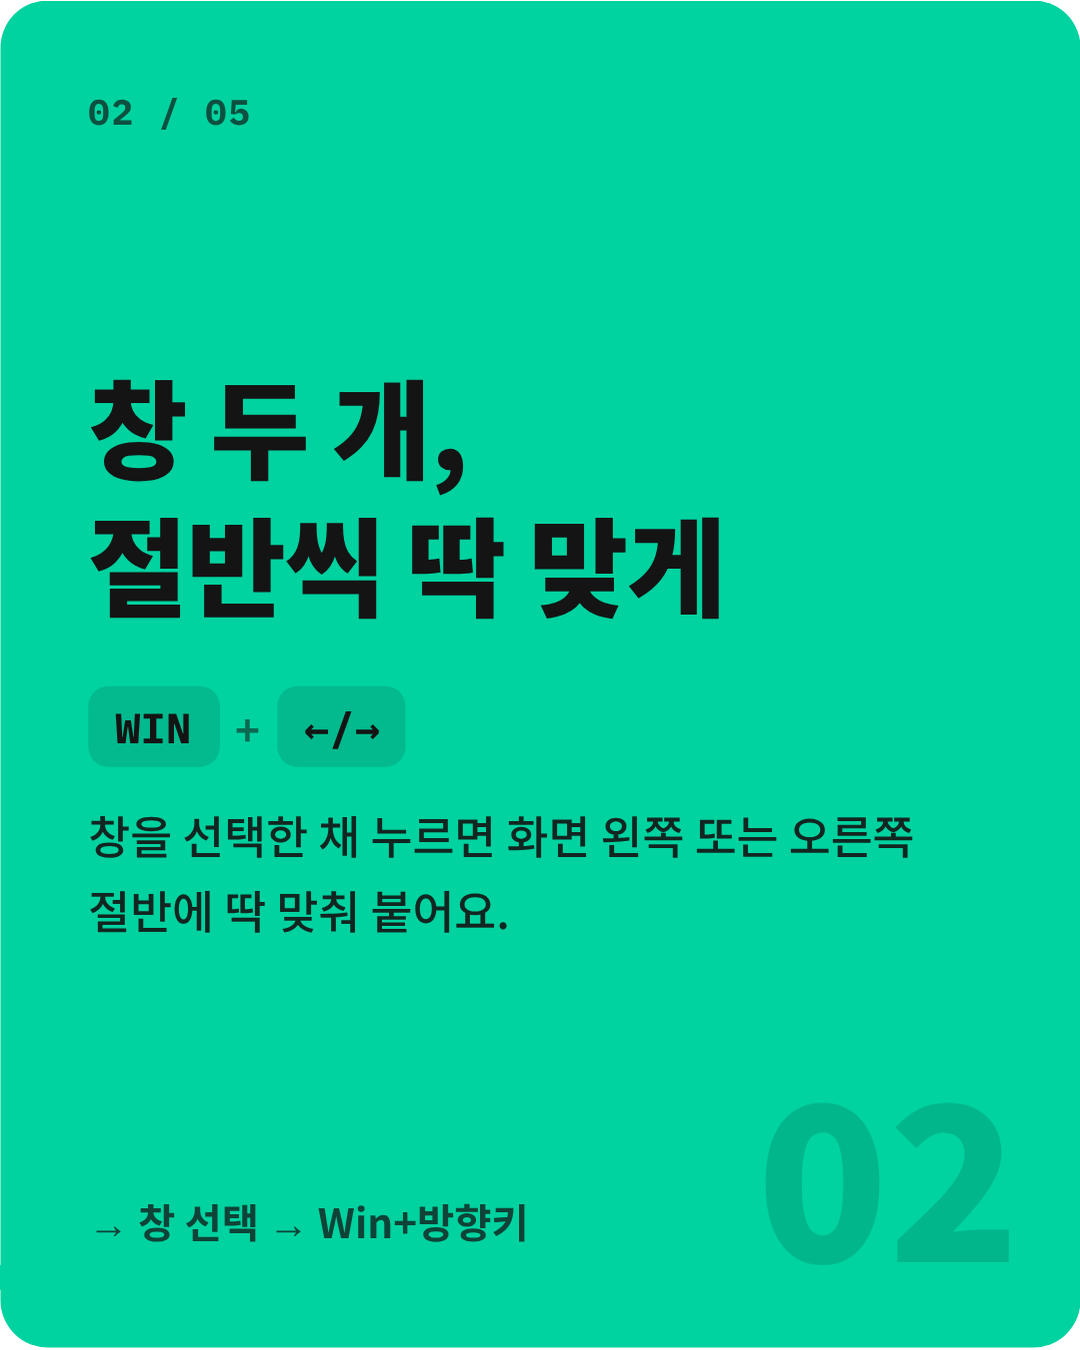 02 / 05
창 두 개,
절반씩 딱 맞게
WIN + ←/→
창을 선택한 채 누르면 화면 왼쪽 또는 오른쪽
절반에 딱 맞춰 붙어요.
→ 창 선택 → Win+방향키
02